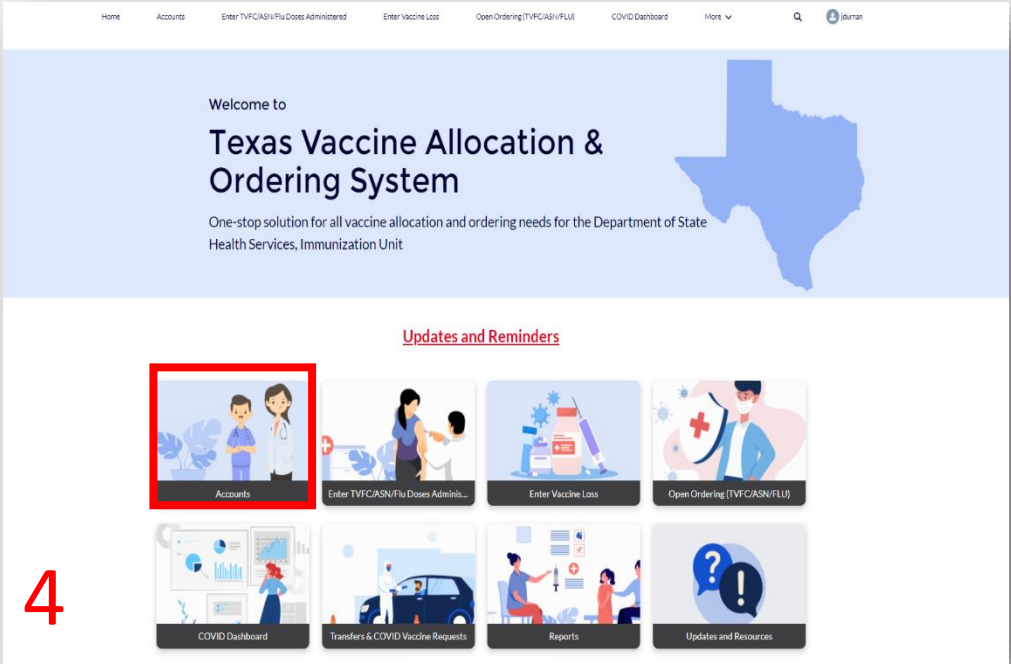 Home Accounts Enter TVFC/ASN/Flu Doses Administered Enter Vaccine Loss Open Ordering (TVFC/ASN/FLU) COVID Dashboard More jdurnan
Welcome to
Texas Vaccine Allocation &
Ordering System
One-stop solution for all vaccine allocation and ordering needs for the Department of State
Health Services, Immunization Unit
Updates and Reminders
Accounts Enter TVFC/ASN/Flu Doses Adminis... Enter Vaccine Loss Open Ordering (TVFC/ASN/FLU)
4
COVID Dashboard Transfers & COVID Vaccine Requests Reports Updates and Resources